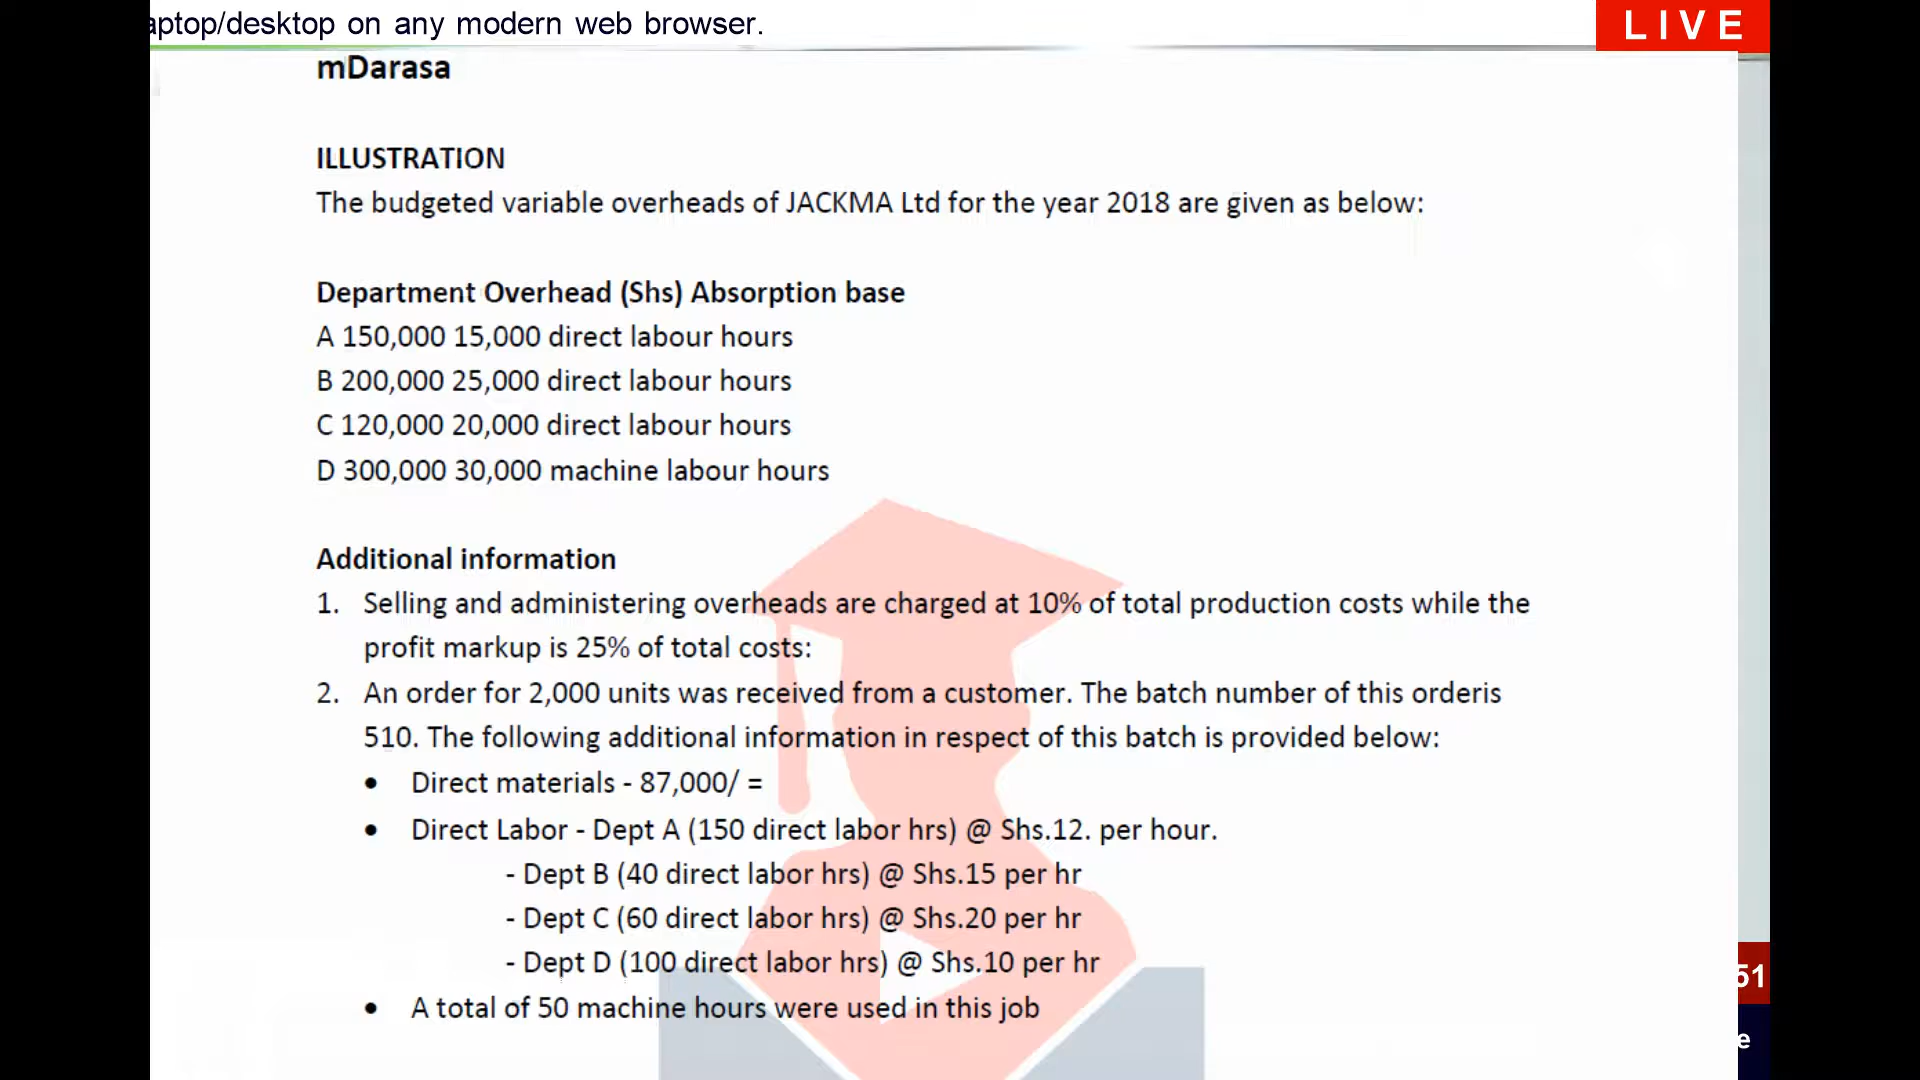 aptop/desktop on any modern web browser.
LIVE
mDarasa
ILLUSTRATION
The budgeted variable overheads of JACKMA Ltd for the year 2018 are given as below:
Department Overhead (Shs) Absorption base
A 150,000 15,000 direct labour hours
B 200,000 25,000 direct labour hours
C 120,000 20,000 direct labour hours
D 300,000 30,000 machine labour hours
Additional information
1. Selling and administering overheads are charged at 10% of total production costs while the
profit markup is 25% of total costs:
2. An order for 2,000 units was received from a customer. The batch number of this orderis
510. The following additional information in respect of this batch is provided below:
• Direct materials - 87,000/ =
• Direct Labor - Dept A (150 direct labor hrs) @ Shs.12. per hour.
- Dept B (40 direct labor hrs) @ Shs.15 per hr
- Dept C (60 direct labor hrs) @ Shs.20 per hr
- Dept D (100 direct labor hrs) @ Shs.10 per hr
51
• A total of 50 machine hours were used in this job
e